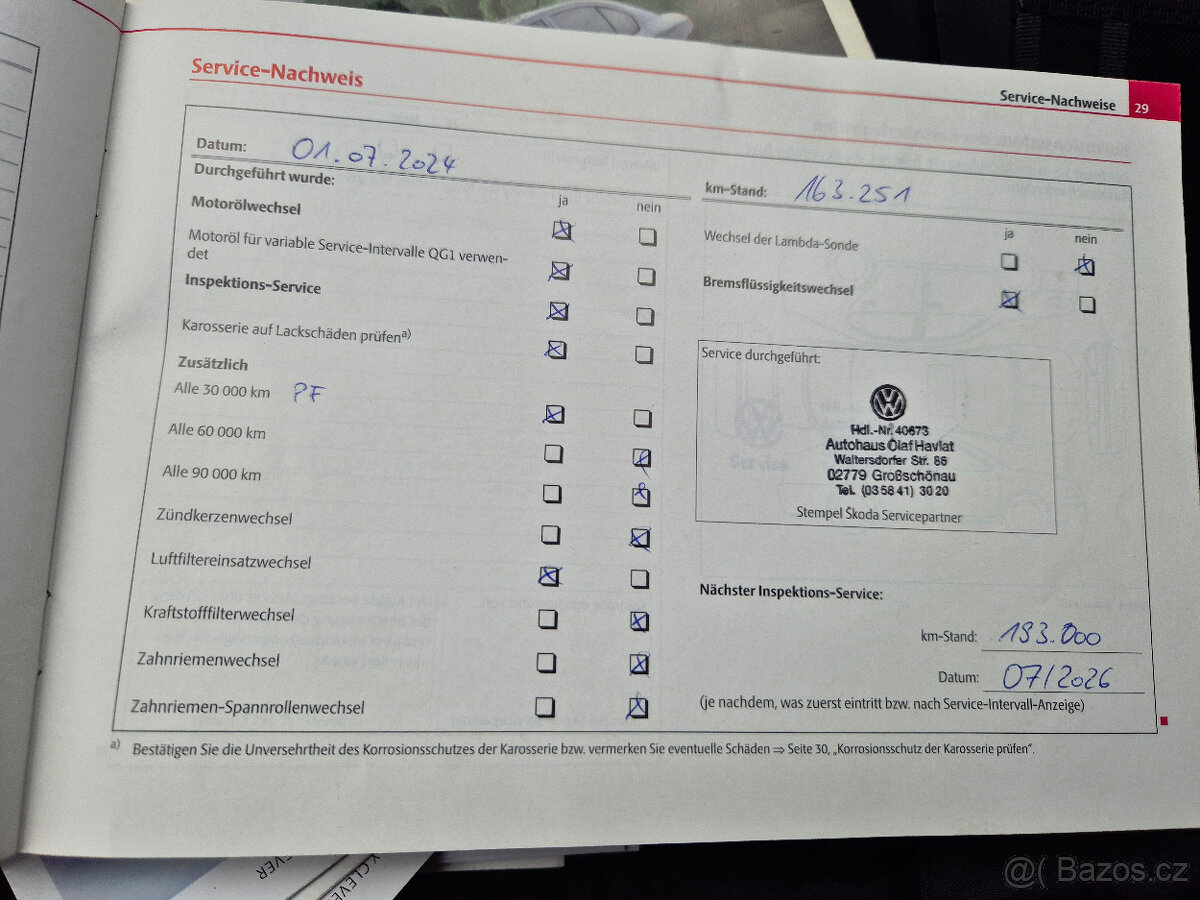 Service-Nachweis
Service-Nachweise 29
Datum: 01.07.2024
Durchgeführt wurde:
ja nein
Motorölwechsel
Motoröl für variable Service-Intervalle QG1 verwen-
det
Inspektions-Service
Karosserie auf Lackschäden prüfen a)
Zusätzlich
Alle 30 000 km PF
Alle 60 000 km
Alle 90 000 km
Zündkerzenwechsel
Luftfiltereinsatzwechsel
Kraftstofffilterwechsel
Zahnriemenwechsel
Zahnriemen-Spannrollenwechsel
km-Stand: 163.251
ja nein
Wechsel der Lambda-Sonde
Bremsflüssigkeitswechsel
Service durchgeführt:
Hdl.-Nr. 40673
Autohaus Olaf Havlat
Waltersdorfer Str. 86
02779 Großschönau
Tel. (03 58 41) 30 20
Stempel Škoda Servicepartner
Nächster Inspektions-Service:
km-Stand: 193.000
Datum: 07/2026
(je nachdem, was zuerst eintritt bzw. nach Service-Intervall-Anzeige)
a) Bestätigen Sie die Unversehrtheit des Korrosionsschutzes der Karosserie bzw. vermerken Sie eventuelle Schäden ⇒ Seite 30, „Korrosionsschutz der Karosserie prüfen“.
Bazos.cz